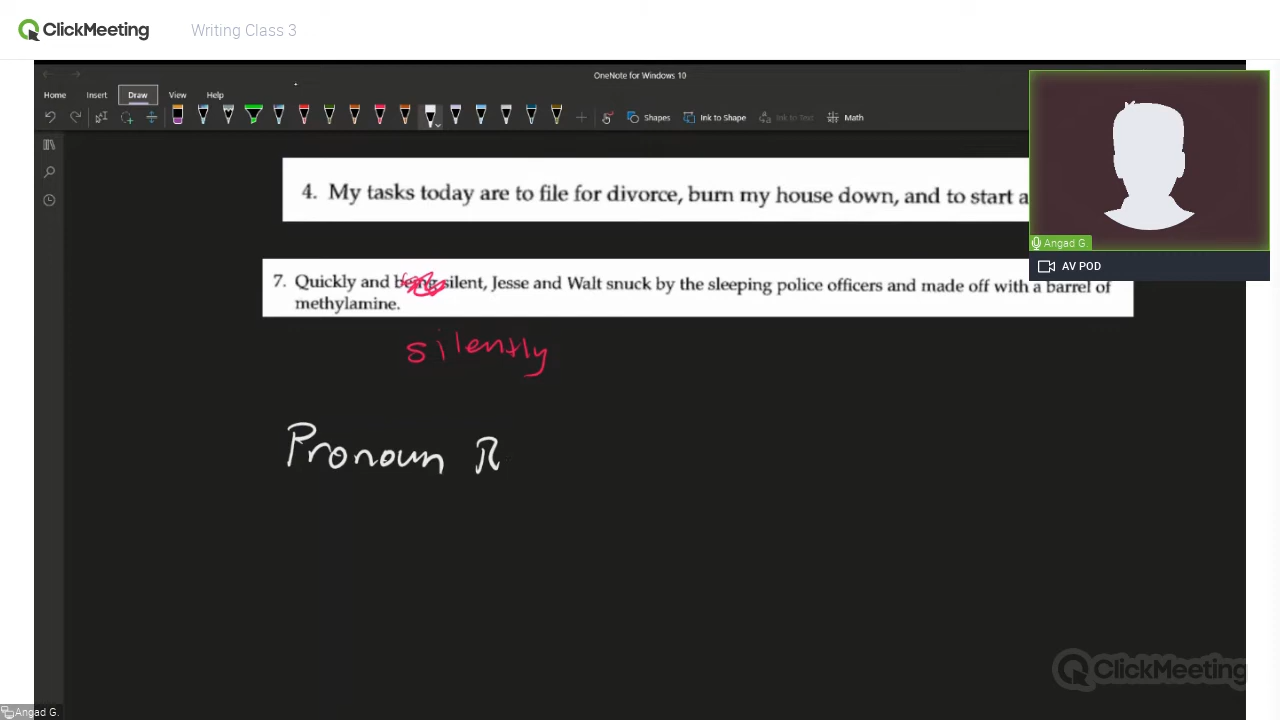 ClickMeeting
Writing Class 3
OneNote for Windows 10
Home Insert Draw View Help
Shapes Ink to Shape Ink to Text Math
4. My tasks today are to file for divorce, burn my house down, and to start a
Angad G.
AV POD
7. Quickly and being silent, Jesse and Walt snuck by the sleeping police officers and made off with a barrel of
methylamine.
silently
Pronoun R
ClickMeeting
Angad G.